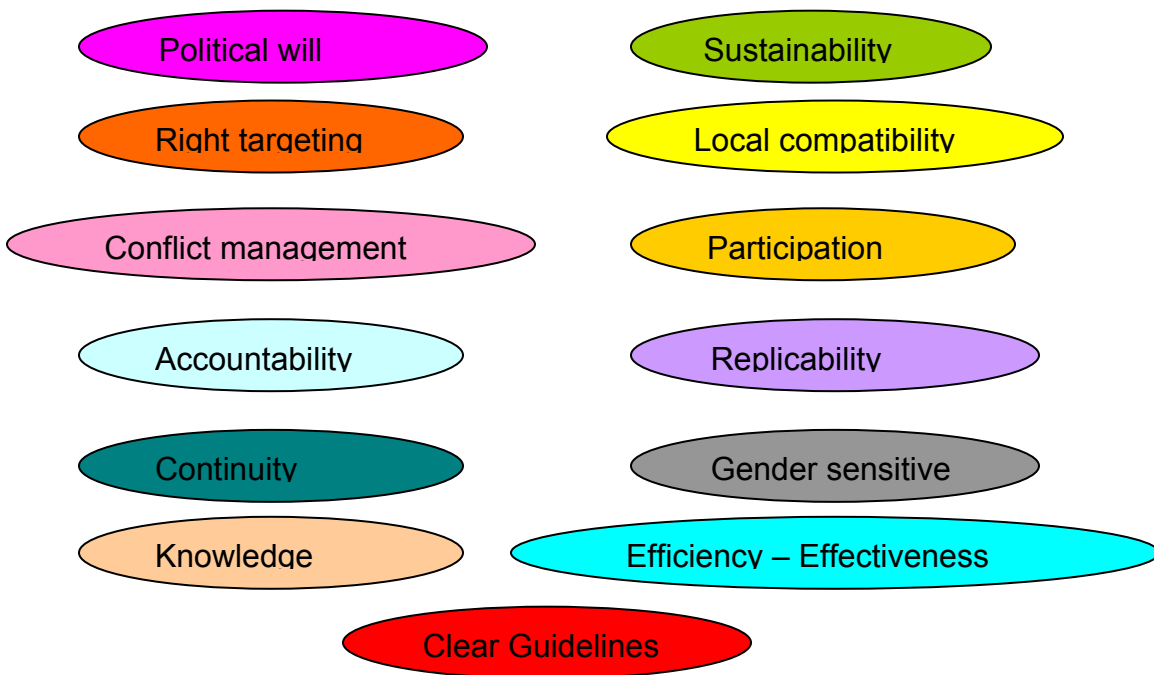 Political will
Sustainability
Right targeting
Local compatibility
Conflict management
Participation
Accountability
Replicability
Continuity
Gender sensitive
Knowledge
Efficiency – Effectiveness
Clear Guidelines